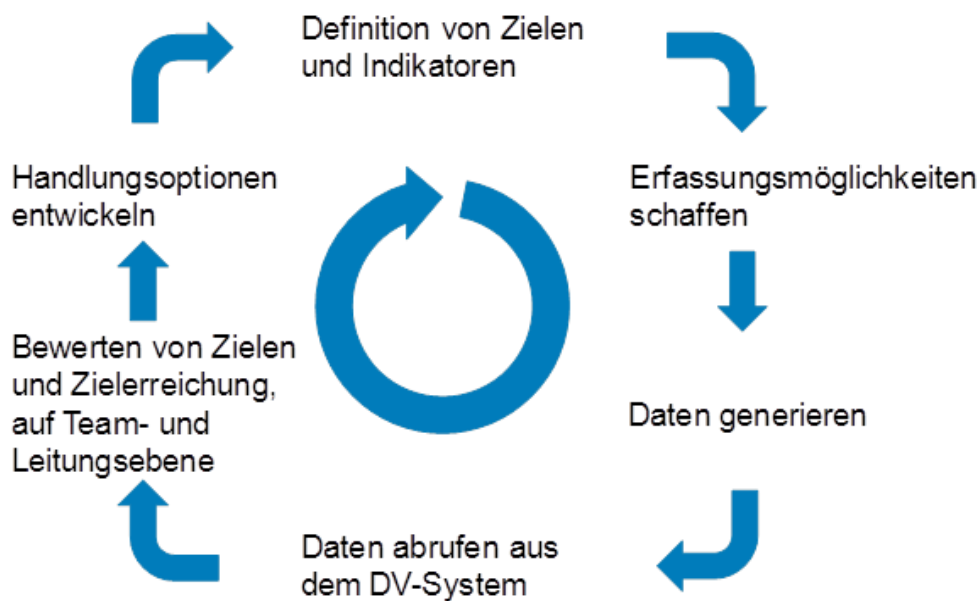 Definition von Zielen
und Indikatoren
Erfassungsmöglichkeiten
schaffen
Daten generieren
Daten abrufen aus
dem DV-System
Bewerten von Zielen
und Zielerreichung,
auf Team- und
Leitungsebene
Handlungsoptionen
entwickeln